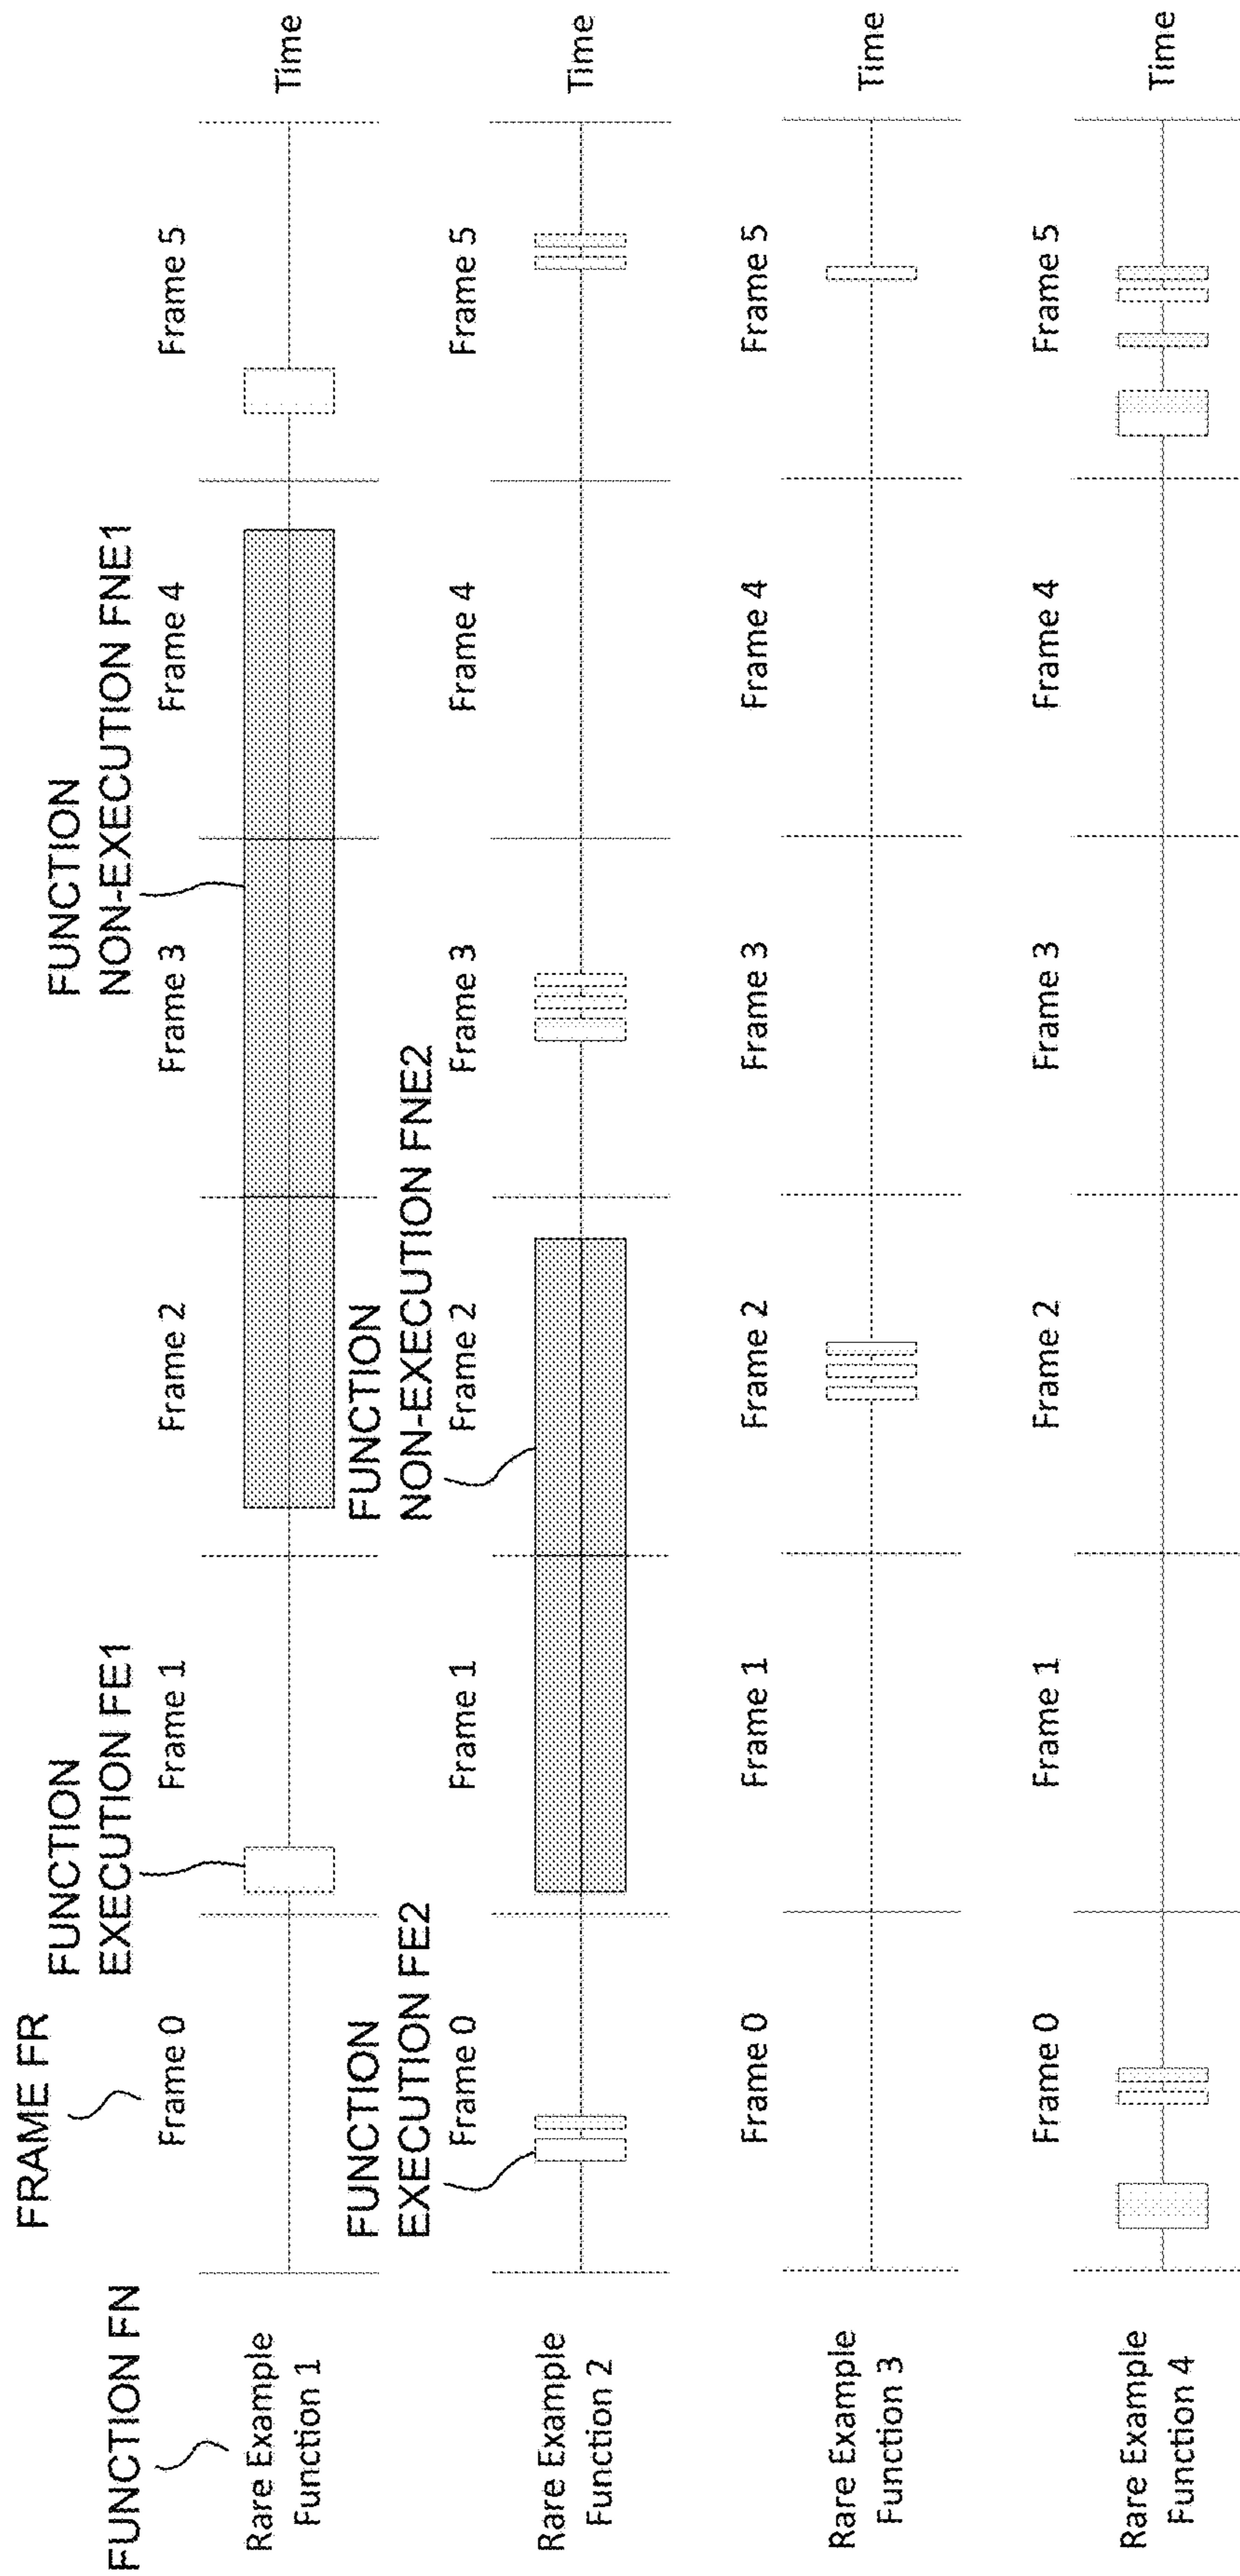 FUNCTION FN
FRAME FR
FUNCTION
EXECUTION FE1
FUNCTION
NON-EXECUTION FNE1
Rare Example
Function 1
Frame 0
Frame 1
Frame 2
Frame 3
Frame 4
Frame 5
Time
FUNCTION
EXECUTION FE2
FUNCTION
NON-EXECUTION FNE2
Rare Example
Function 2
Frame 0
Frame 1
Frame 2
Frame 3
Frame 4
Frame 5
Time
Rare Example
Function 3
Frame 0
Frame 1
Frame 2
Frame 3
Frame 4
Frame 5
Time
Rare Example
Function 4
Frame 0
Frame 1
Frame 2
Frame 3
Frame 4
Frame 5
Time